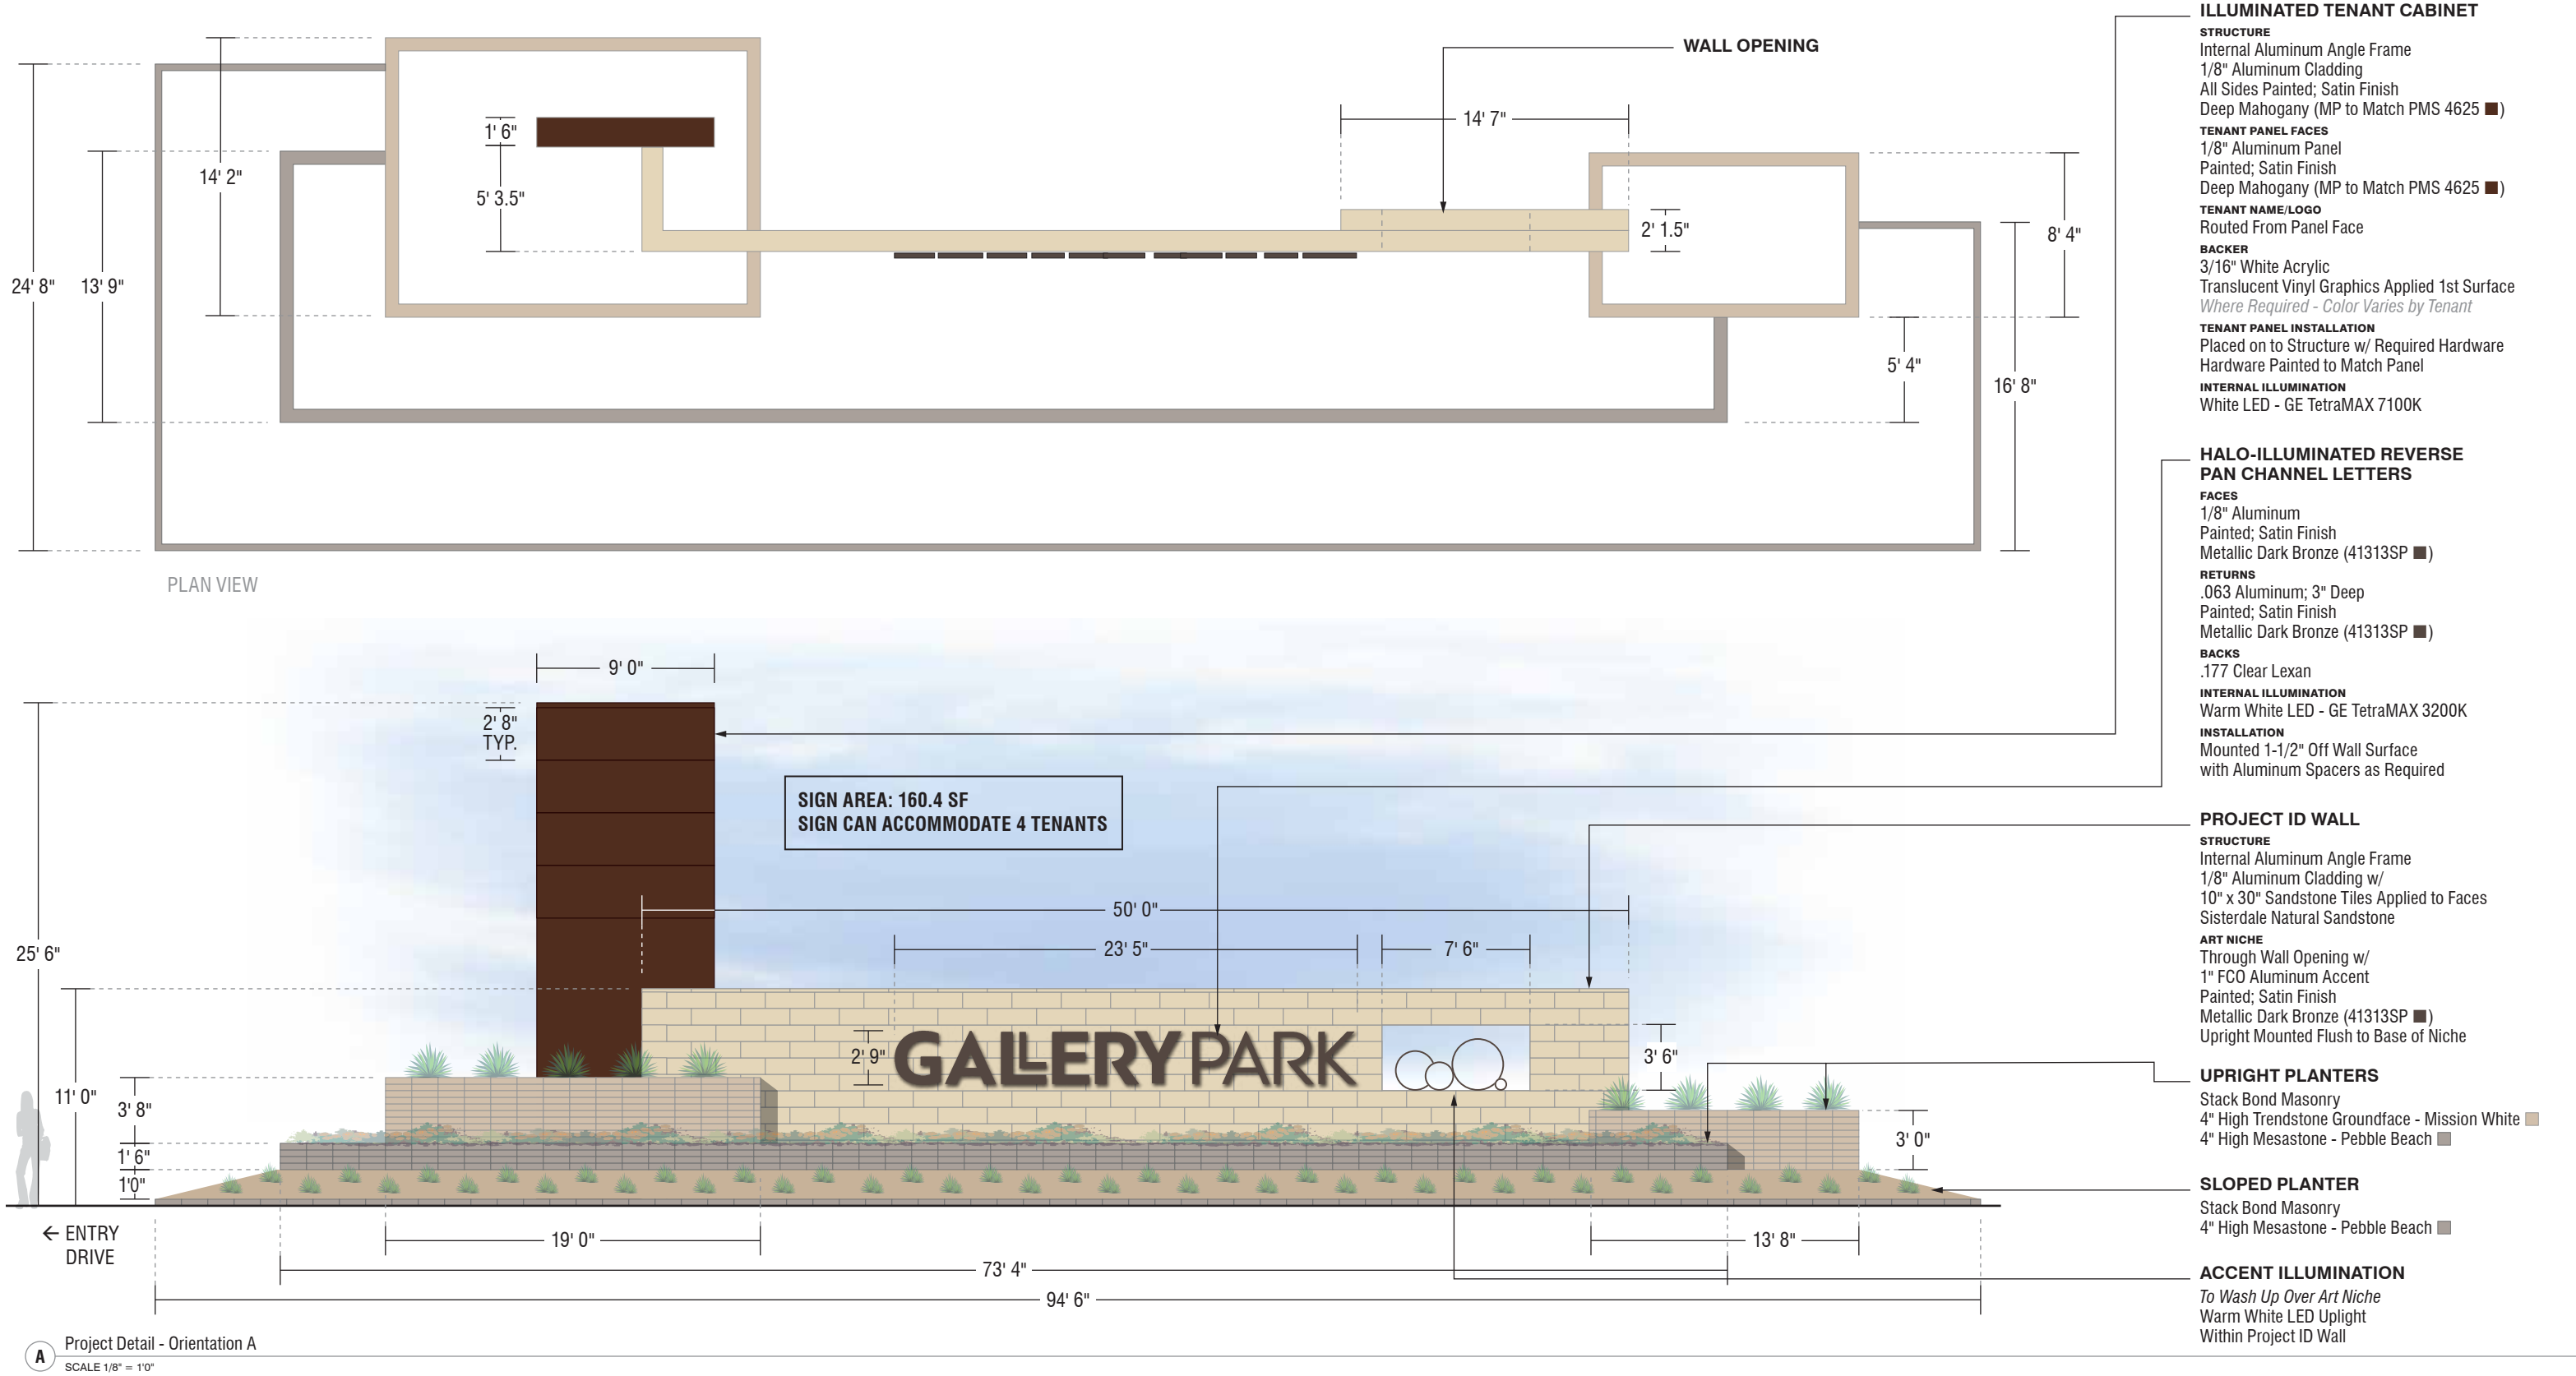 WALL OPENING
14' 2"
24' 8"
13' 9"
1' 6"
5' 3.5"
14' 7"
2' 1.5"
8' 4"
5' 4"
16' 8"
PLAN VIEW
9' 0"
2' 8"
TYP.
SIGN AREA: 160.4 SF
SIGN CAN ACCOMMODATE 4 TENANTS
50' 0"
23' 5"
7' 6"
25' 6"
11' 0"
3' 8"
1' 6"
1'0"
2' 9"
GALLERYPARK
3' 6"
3' 0"
← ENTRY
DRIVE
19' 0"
13' 8"
73' 4"
94' 6"
A
Project Detail - Orientation A
SCALE 1/8" = 1'0"
ILLUMINATED TENANT CABINET
STRUCTURE
Internal Aluminum Angle Frame
1/8" Aluminum Cladding
All Sides Painted; Satin Finish
Deep Mahogany (MP to Match PMS 4625 ■)
TENANT PANEL FACES
1/8" Aluminum Panel
Painted; Satin Finish
Deep Mahogany (MP to Match PMS 4625 ■)
TENANT NAME/LOGO
Routed From Panel Face
BACKER
3/16" White Acrylic
Translucent Vinyl Graphics Applied 1st Surface
Where Required - Color Varies by Tenant
TENANT PANEL INSTALLATION
Placed on to Structure w/ Required Hardware
Hardware Painted to Match Panel
INTERNAL ILLUMINATION
White LED - GE TetraMAX 7100K
HALO-ILLUMINATED REVERSE
PAN CHANNEL LETTERS
FACES
1/8" Aluminum
Painted; Satin Finish
Metallic Dark Bronze (41313SP ■)
RETURNS
.063 Aluminum; 3" Deep
Painted; Satin Finish
Metallic Dark Bronze (41313SP ■)
BACKS
.177 Clear Lexan
INTERNAL ILLUMINATION
Warm White LED - GE TetraMAX 3200K
INSTALLATION
Mounted 1-1/2" Off Wall Surface
with Aluminum Spacers as Required
PROJECT ID WALL
STRUCTURE
Internal Aluminum Angle Frame
1/8" Aluminum Cladding w/
10" x 30" Sandstone Tiles Applied to Faces
Sisterdale Natural Sandstone
ART NICHE
Through Wall Opening w/
1" FCO Aluminum Accent
Painted; Satin Finish
Metallic Dark Bronze (41313SP ■)
Upright Mounted Flush to Base of Niche
UPRIGHT PLANTERS
Stack Bond Masonry
4" High Trendstone Groundface - Mission White
4" High Mesastone - Pebble Beach
SLOPED PLANTER
Stack Bond Masonry
4" High Mesastone - Pebble Beach
ACCENT ILLUMINATION
To Wash Up Over Art Niche
Warm White LED Uplight
Within Project ID Wall